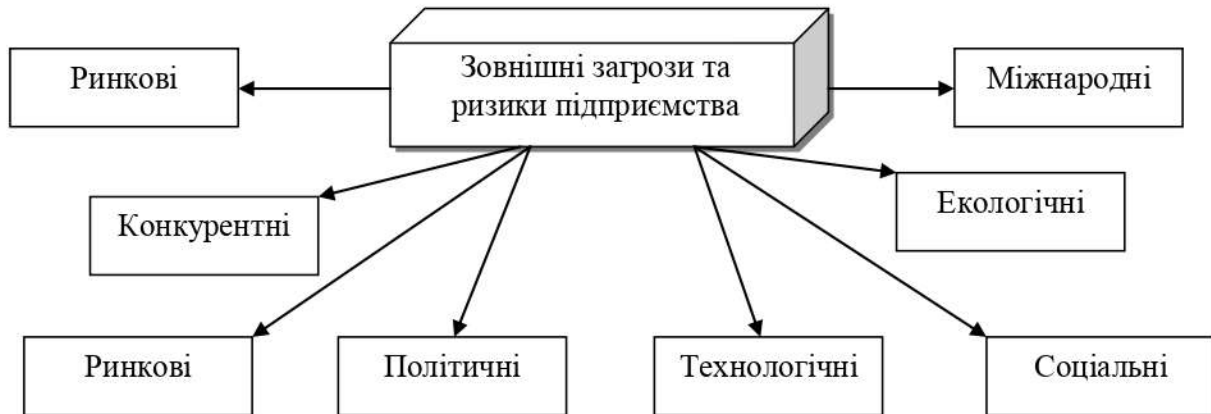 Зовнішні загрози та
ризики підприємства
Ринкові
Міжнародні
Конкурентні
Екологічні
Ринкові
Політичні
Технологічні
Соціальні